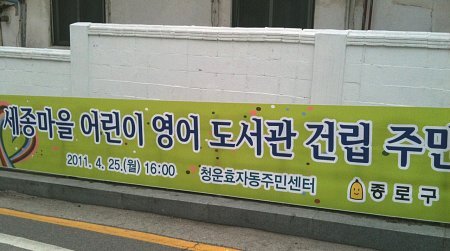 세종마을 어린이 영어 도서관 건립 주민
2011. 4. 25.(월) 16:00 청운효자동주민센터 종로구